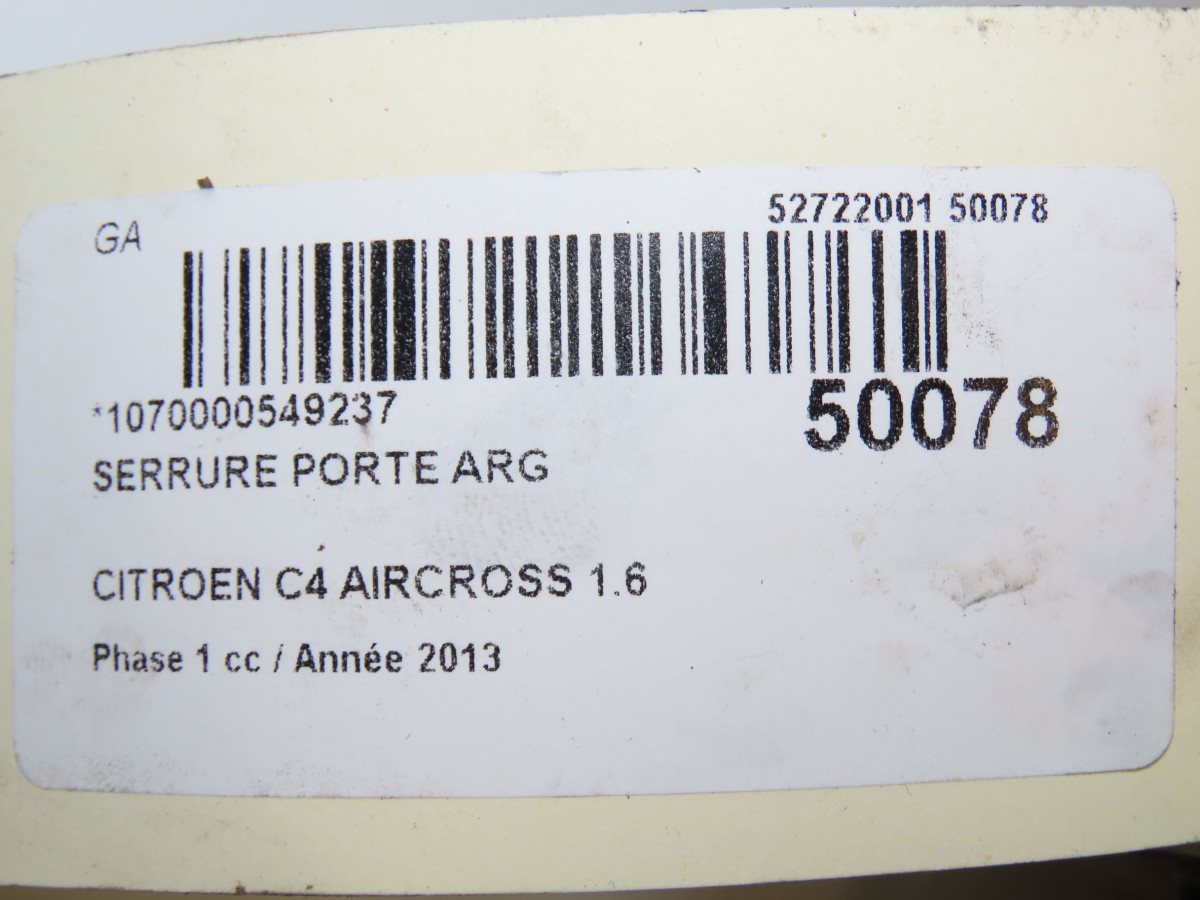 GA
52722001 50078
*1070000549237
50078
SERRURE PORTE ARG
CITROEN C4 AIRCROSS 1.6
Phase 1 cc / Année 2013